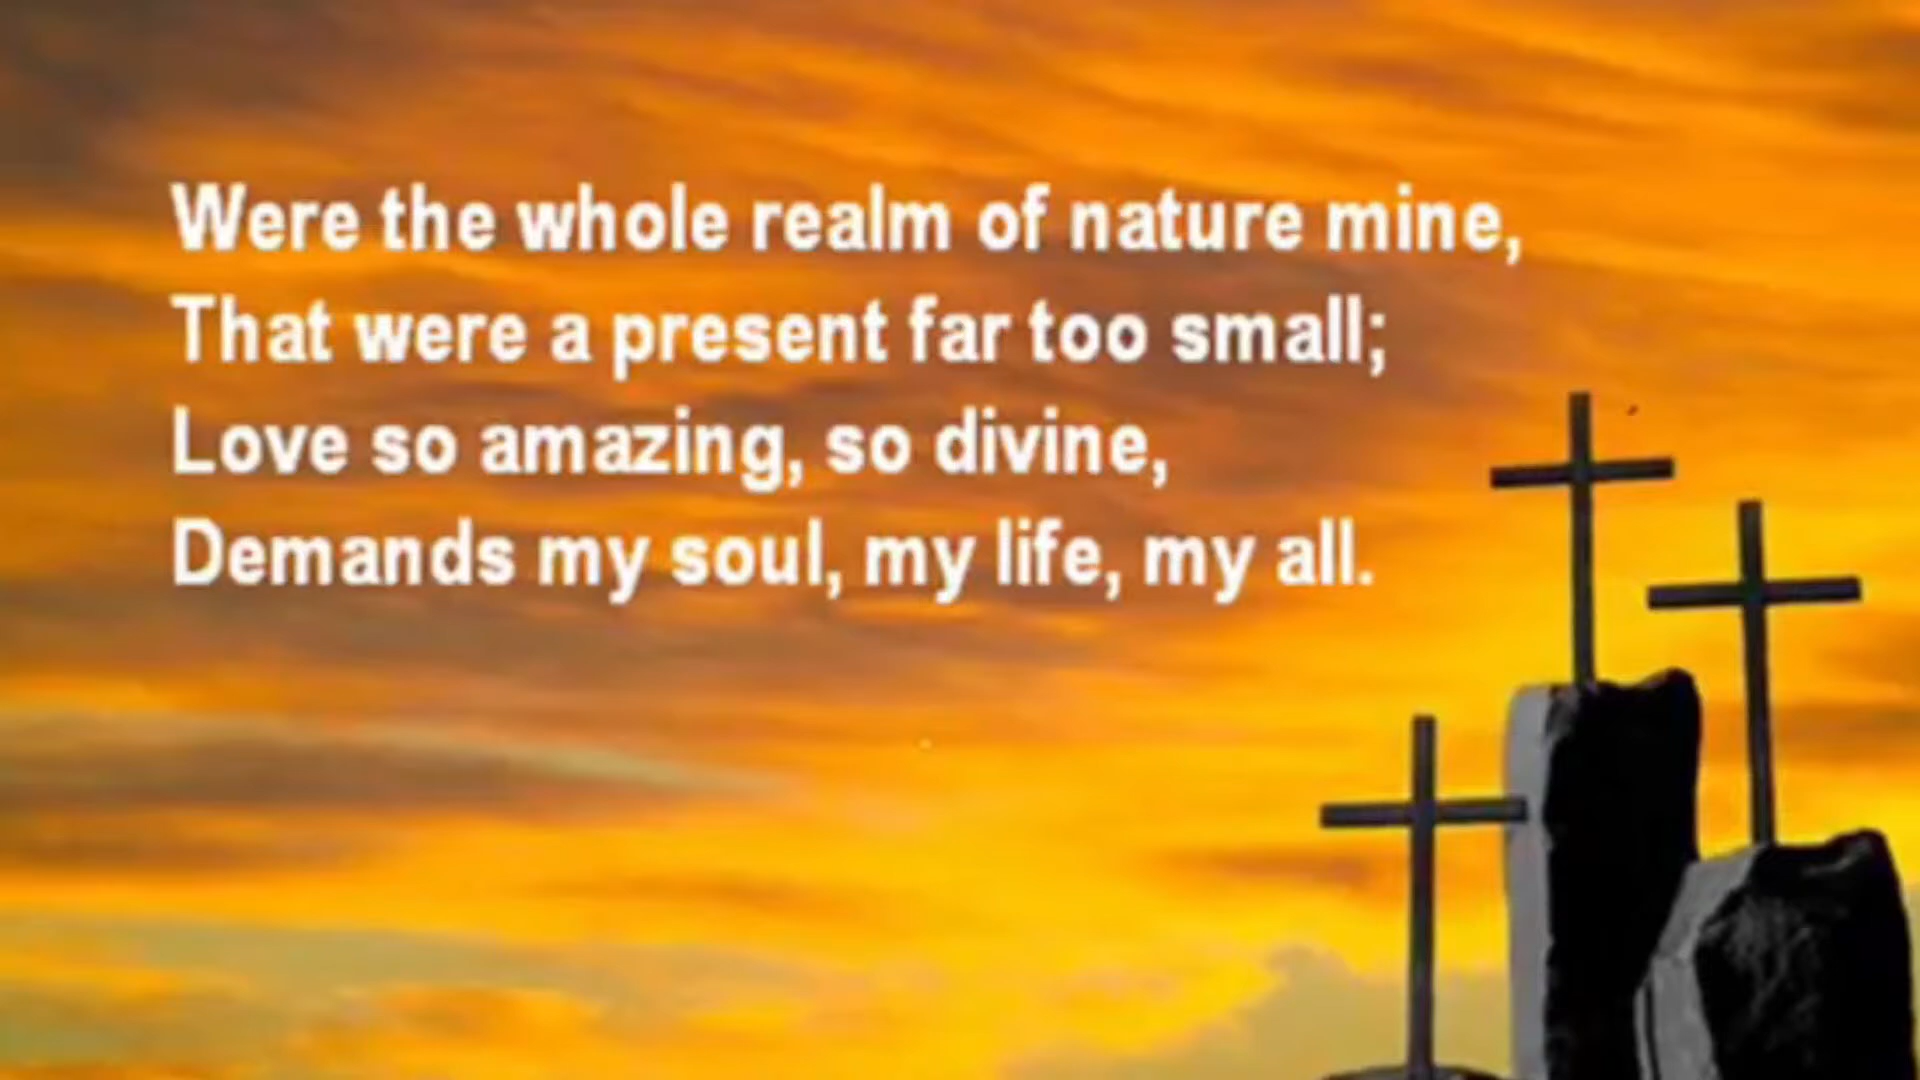 Were the whole realm of nature mine,
That were a present far too small;
Love so amazing, so divine,
Demands my soul, my life, my all.